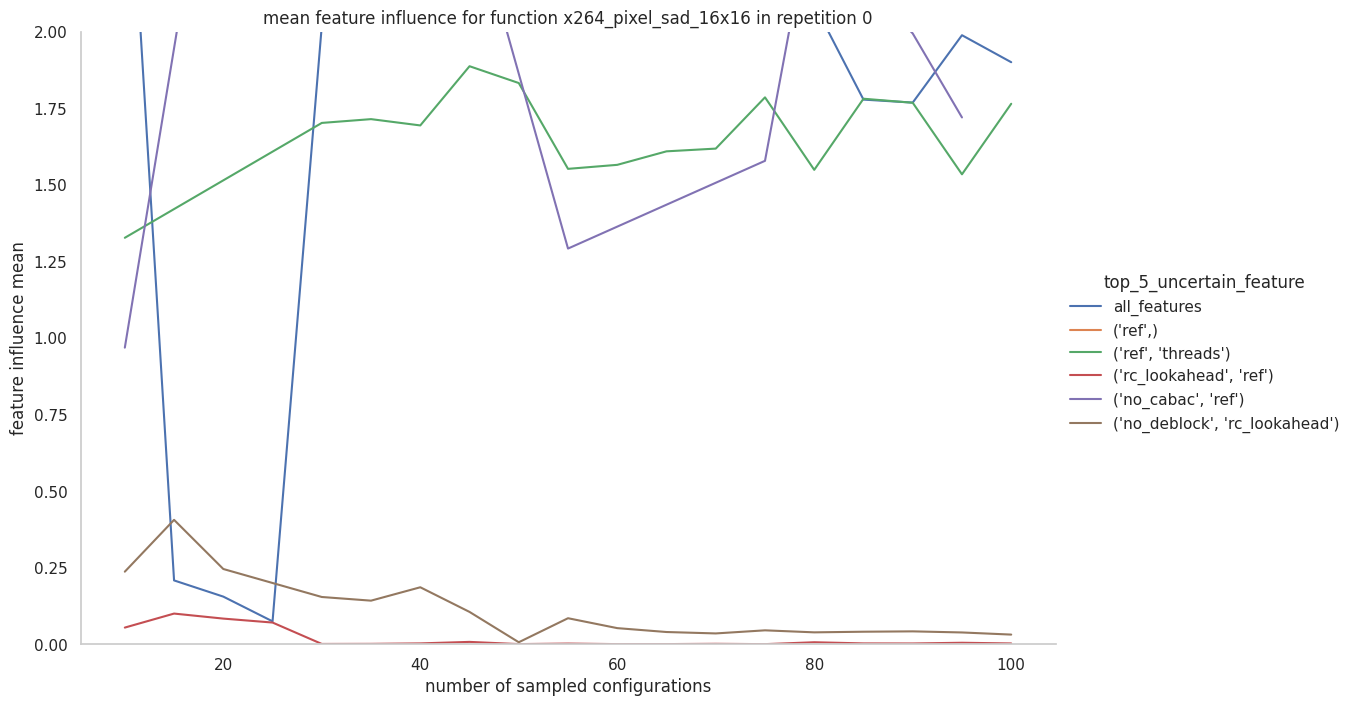 mean feature influence for function x264_pixel_sad_16x16 in repetition 0
2.00
1.75
1.50
1.25
1.00
0.75
0.50
0.25
0.00
feature influence mean
20 40 60 80 100
number of sampled configurations
top_5_uncertain_feature
all_features
('ref',)
('ref', 'threads')
('rc_lookahead', 'ref')
('no_cabac', 'ref')
('no_deblock', 'rc_lookahead')